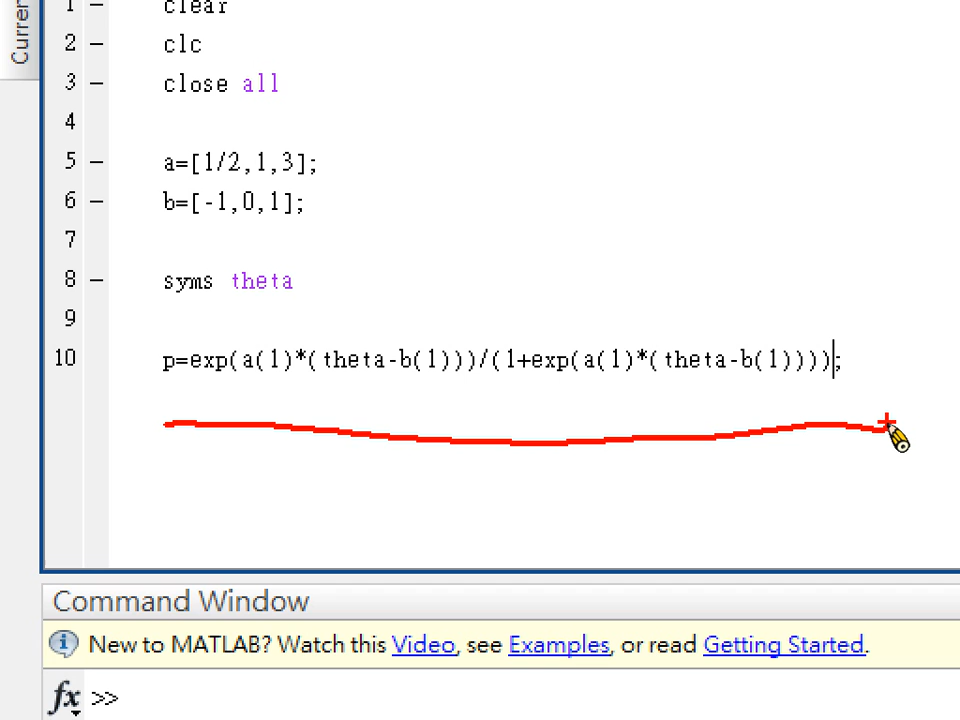 Curren
1 – clear
2 – clc
3 – close all
4
5 – a=[1/2,1,3];
6 – b=[-1,0,1];
7
8 – syms theta
9
10 p=exp(a(1)*(theta-b(1)))/(1+exp(a(1)*(theta-b(1))));
Command Window
New to MATLAB? Watch this Video, see Examples, or read Getting Started.
fx >>